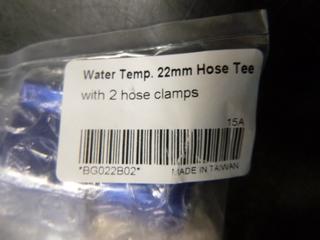 Water Temp. 22mm Hose Tee
with 2 hose clamps
15A
*BG022B02*
MADE IN TAIWAN